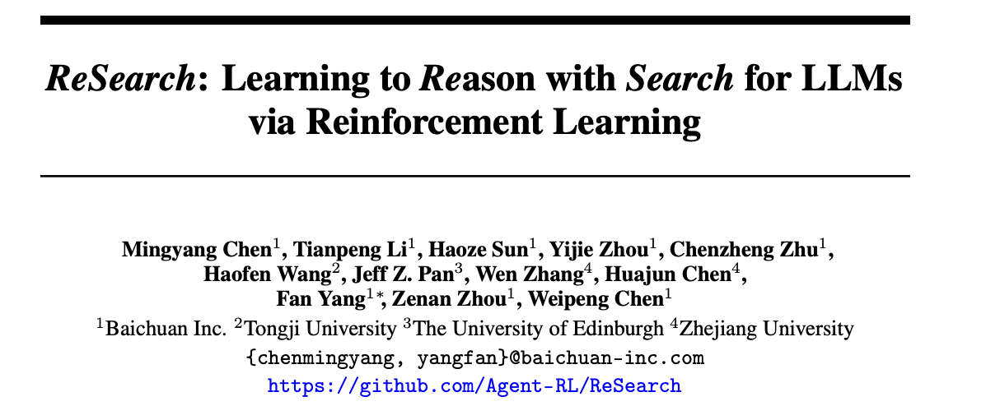 ReSearch: Learning to Reason with Search for LLMs
via Reinforcement Learning
Mingyang Chen¹, Tianpeng Li¹, Haoze Sun¹, Yijie Zhou¹, Chenzheng Zhu¹,
Haofen Wang², Jeff Z. Pan³, Wen Zhang⁴, Huajun Chen⁴,
Fan Yang¹*, Zenan Zhou¹, Weipeng Chen¹
¹Baichuan Inc. ²Tongji University ³The University of Edinburgh ⁴Zhejiang University
{chenmingyang, yangfan}@baichuan-inc.com
https://github.com/Agent-RL/ReSearch